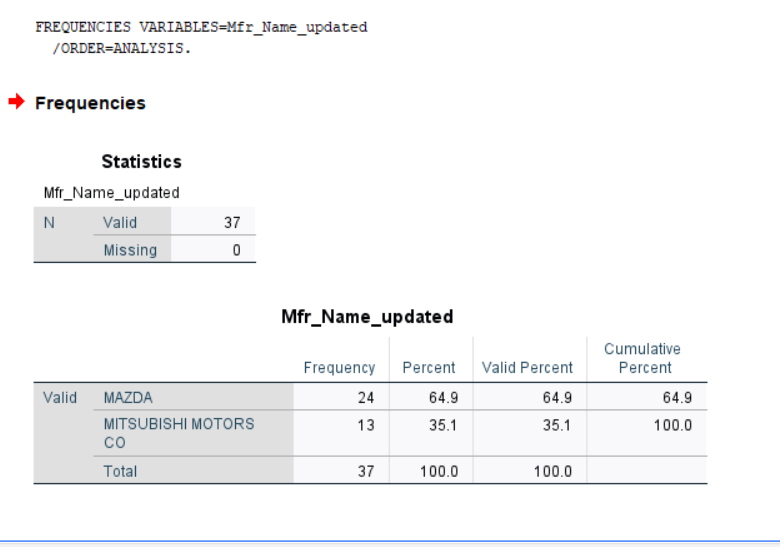 FREQUENCIES VARIABLES=Mfr_Name_updated
/ORDER=ANALYSIS.
Frequencies
Statistics
Mfr_Name_updated
N Valid 37
Missing 0
Mfr_Name_updated
Frequency Percent Valid Percent Cumulative Percent
Valid MAZDA 24 64.9 64.9 64.9
MITSUBISHI MOTORS CO 13 35.1 35.1 100.0
Total 37 100.0 100.0